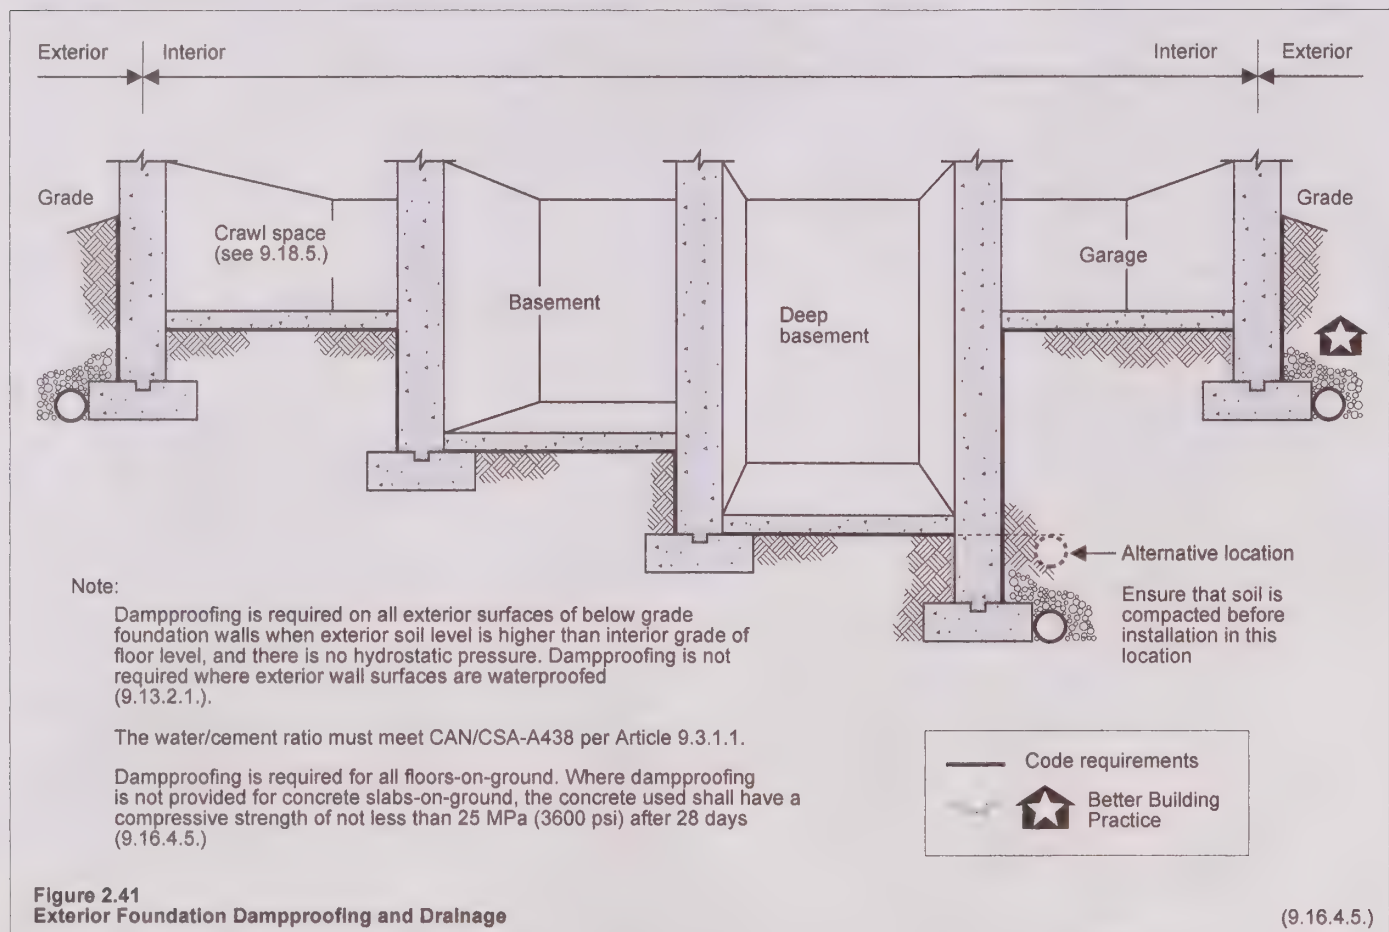 Exterior
Interior
Interior
Exterior
Grade
Crawl space
(see 9.18.5.)
Basement
Deep
basement
Garage
Grade
Alternative location
Ensure that soil is
compacted before
installation in this
location
Note:
Dampproofing is required on all exterior surfaces of below grade
foundation walls when exterior soil level is higher than interior grade of
floor level, and there is no hydrostatic pressure. Dampproofing is not
required where exterior wall surfaces are waterproofed
(9.13.2.1.).
The water/cement ratio must meet CAN/CSA-A438 per Article 9.3.1.1.
Dampproofing is required for all floors-on-ground. Where dampproofing
is not provided for concrete slabs-on-ground, the concrete used shall have a
compressive strength of not less than 25 MPa (3600 psi) after 28 days
(9.16.4.5.)
Code requirements
Better Building
Practice
Figure 2.41
Exterior Foundation Dampproofing and Drainage
(9.16.4.5.)